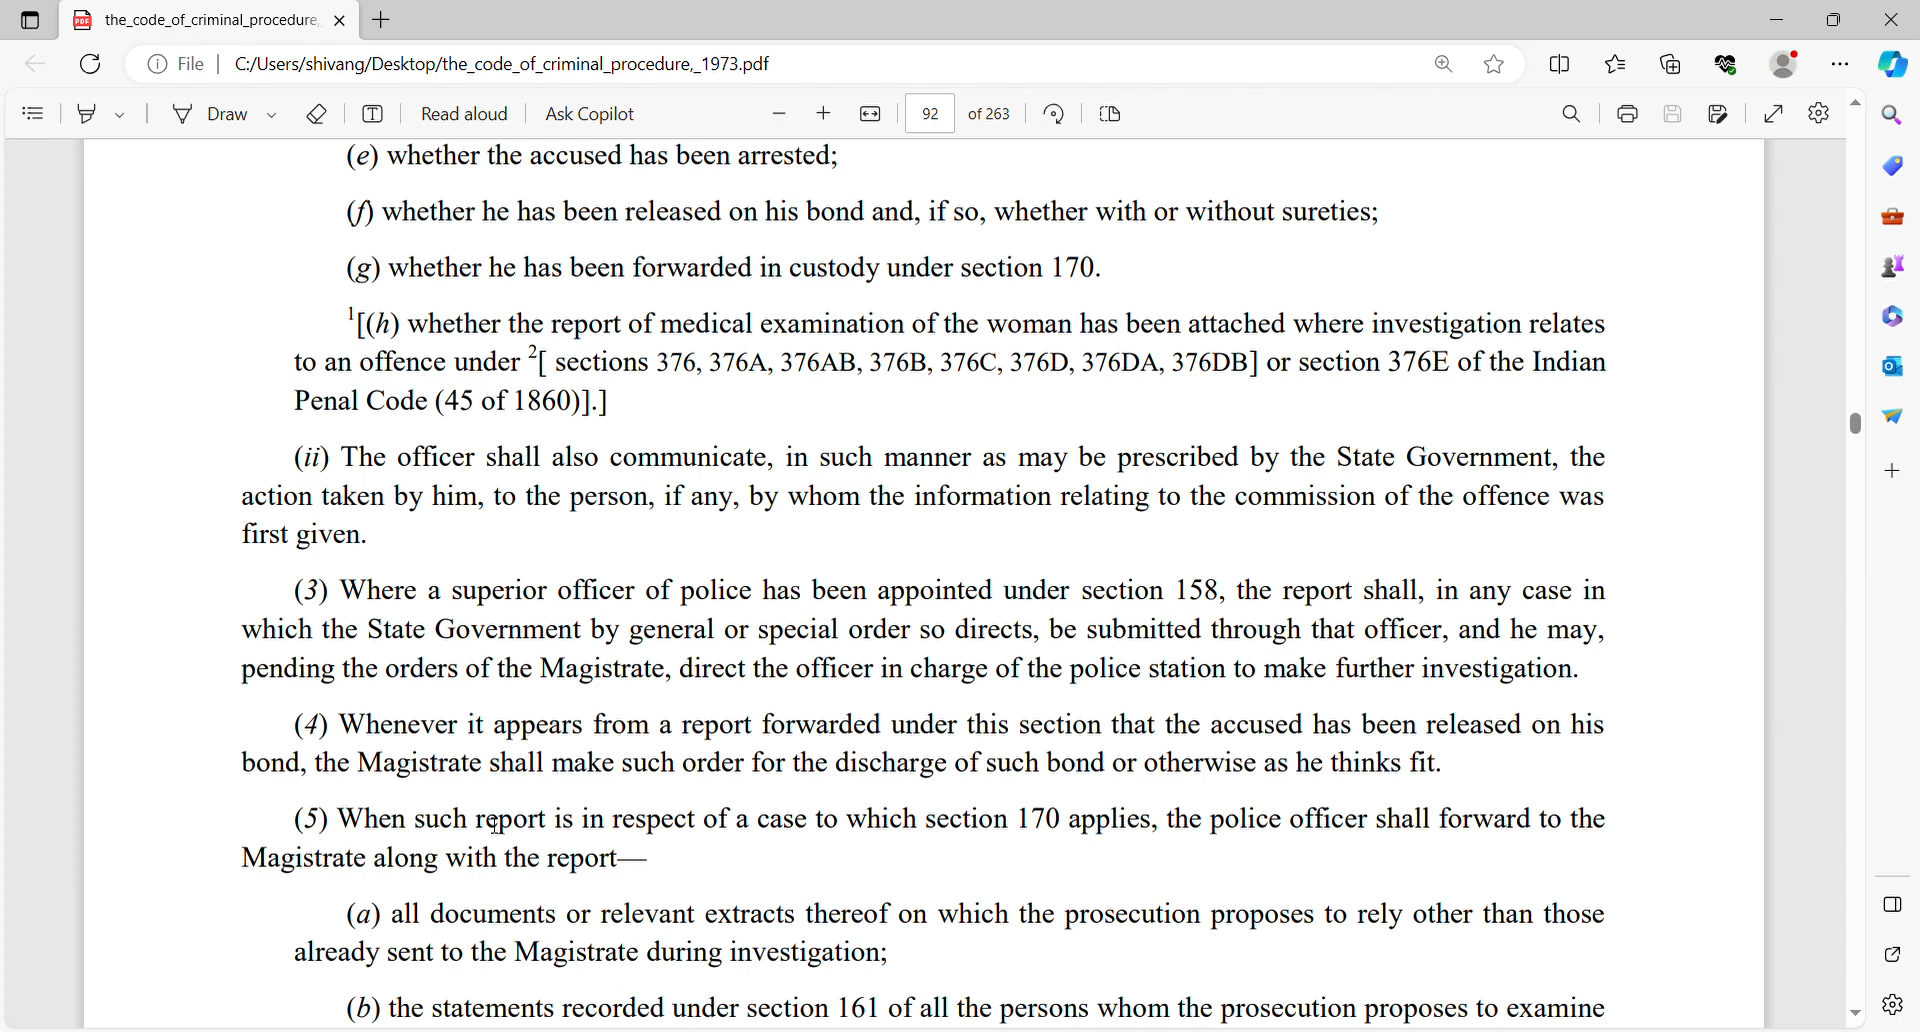 the_code_of_criminal_procedure,
File
C:/Users/shivang/Desktop/the_code_of_criminal_procedure,_1973.pdf
Draw
Read aloud
Ask Copilot
92
of 263
(e) whether the accused has been arrested;
(f) whether he has been released on his bond and, if so, whether with or without sureties;
(g) whether he has been forwarded in custody under section 170.
1[(h) whether the report of medical examination of the woman has been attached where investigation relates
to an offence under 2[ sections 376, 376A, 376AB, 376B, 376C, 376D, 376DA, 376DB] or section 376E of the Indian
Penal Code (45 of 1860)].]
(ii) The officer shall also communicate, in such manner as may be prescribed by the State Government, the
action taken by him, to the person, if any, by whom the information relating to the commission of the offence was
first given.
(3) Where a superior officer of police has been appointed under section 158, the report shall, in any case in
which the State Government by general or special order so directs, be submitted through that officer, and he may,
pending the orders of the Magistrate, direct the officer in charge of the police station to make further investigation.
(4) Whenever it appears from a report forwarded under this section that the accused has been released on his
bond, the Magistrate shall make such order for the discharge of such bond or otherwise as he thinks fit.
(5) When such report is in respect of a case to which section 170 applies, the police officer shall forward to the
Magistrate along with the report—
(a) all documents or relevant extracts thereof on which the prosecution proposes to rely other than those
already sent to the Magistrate during investigation;
(b) the statements recorded under section 161 of all the persons whom the prosecution proposes to examine